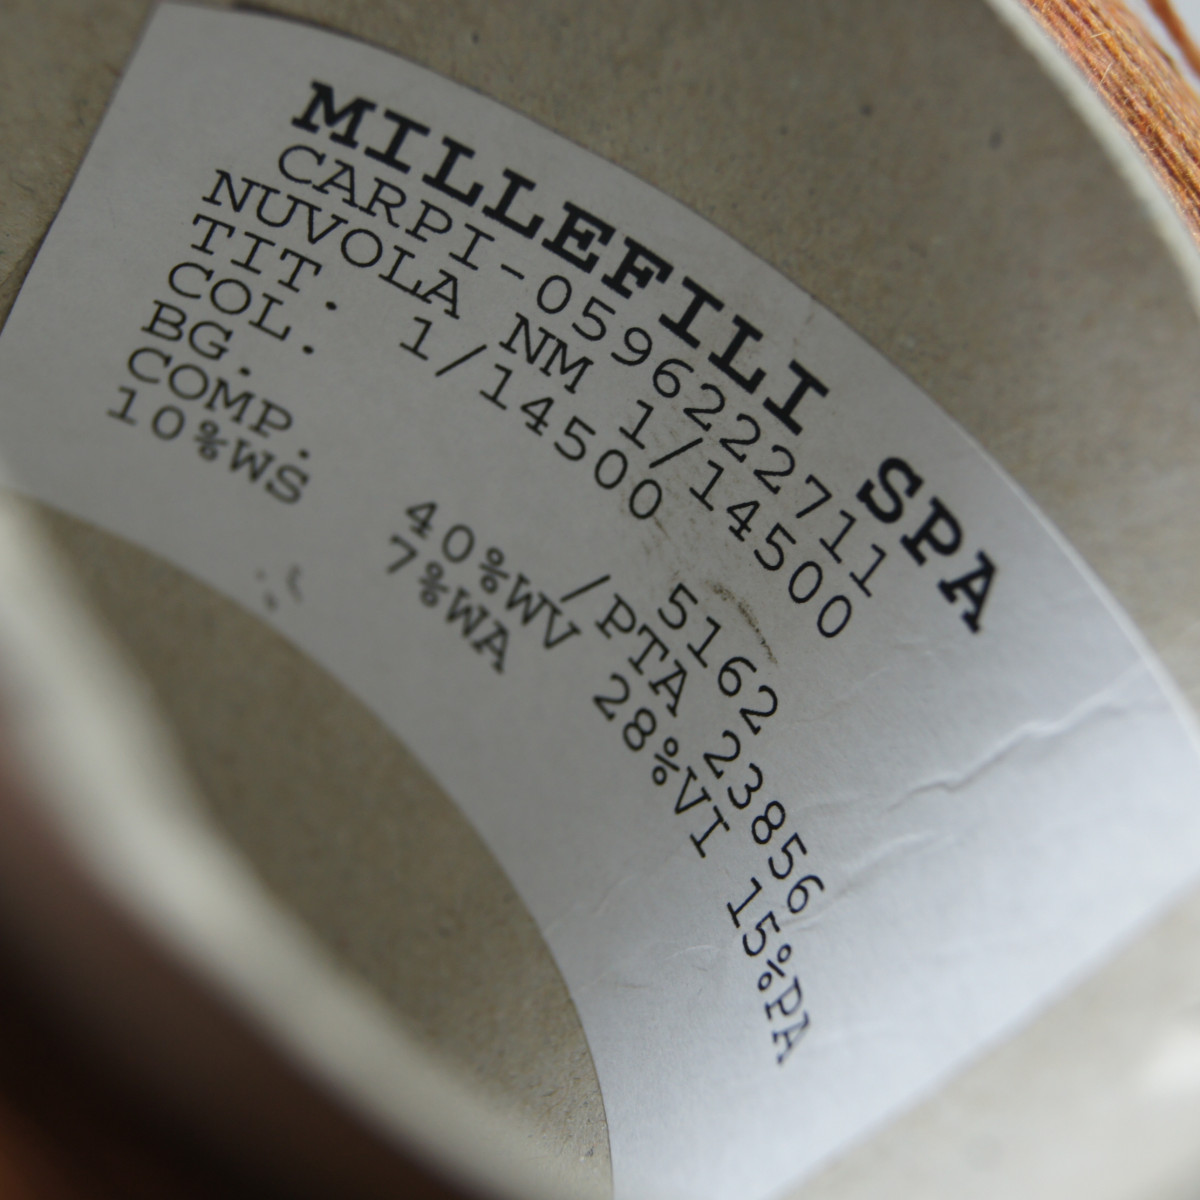 MILLEFILI SPA
CARPI-0596222711
NUVOLA NM 1/14500
TIT. 1/14500
COL. 5162
BG. /PTA 23856
COMP. 40%WV 28%VI 15%PA
10%WS 7%WA